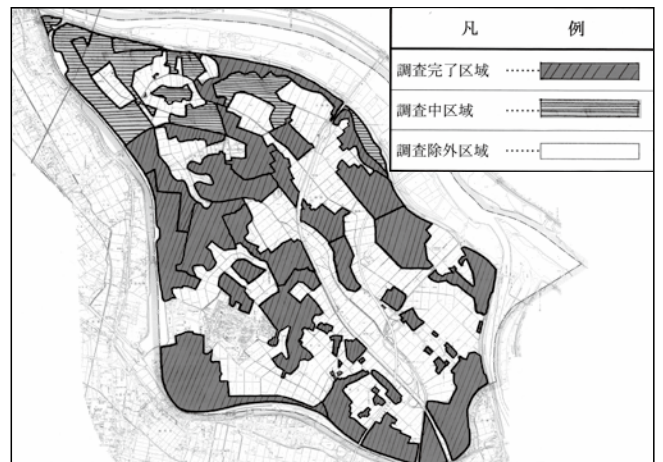 凡 例
調査完了区域 ……
調査中区域 ……
調査除外区域 ……